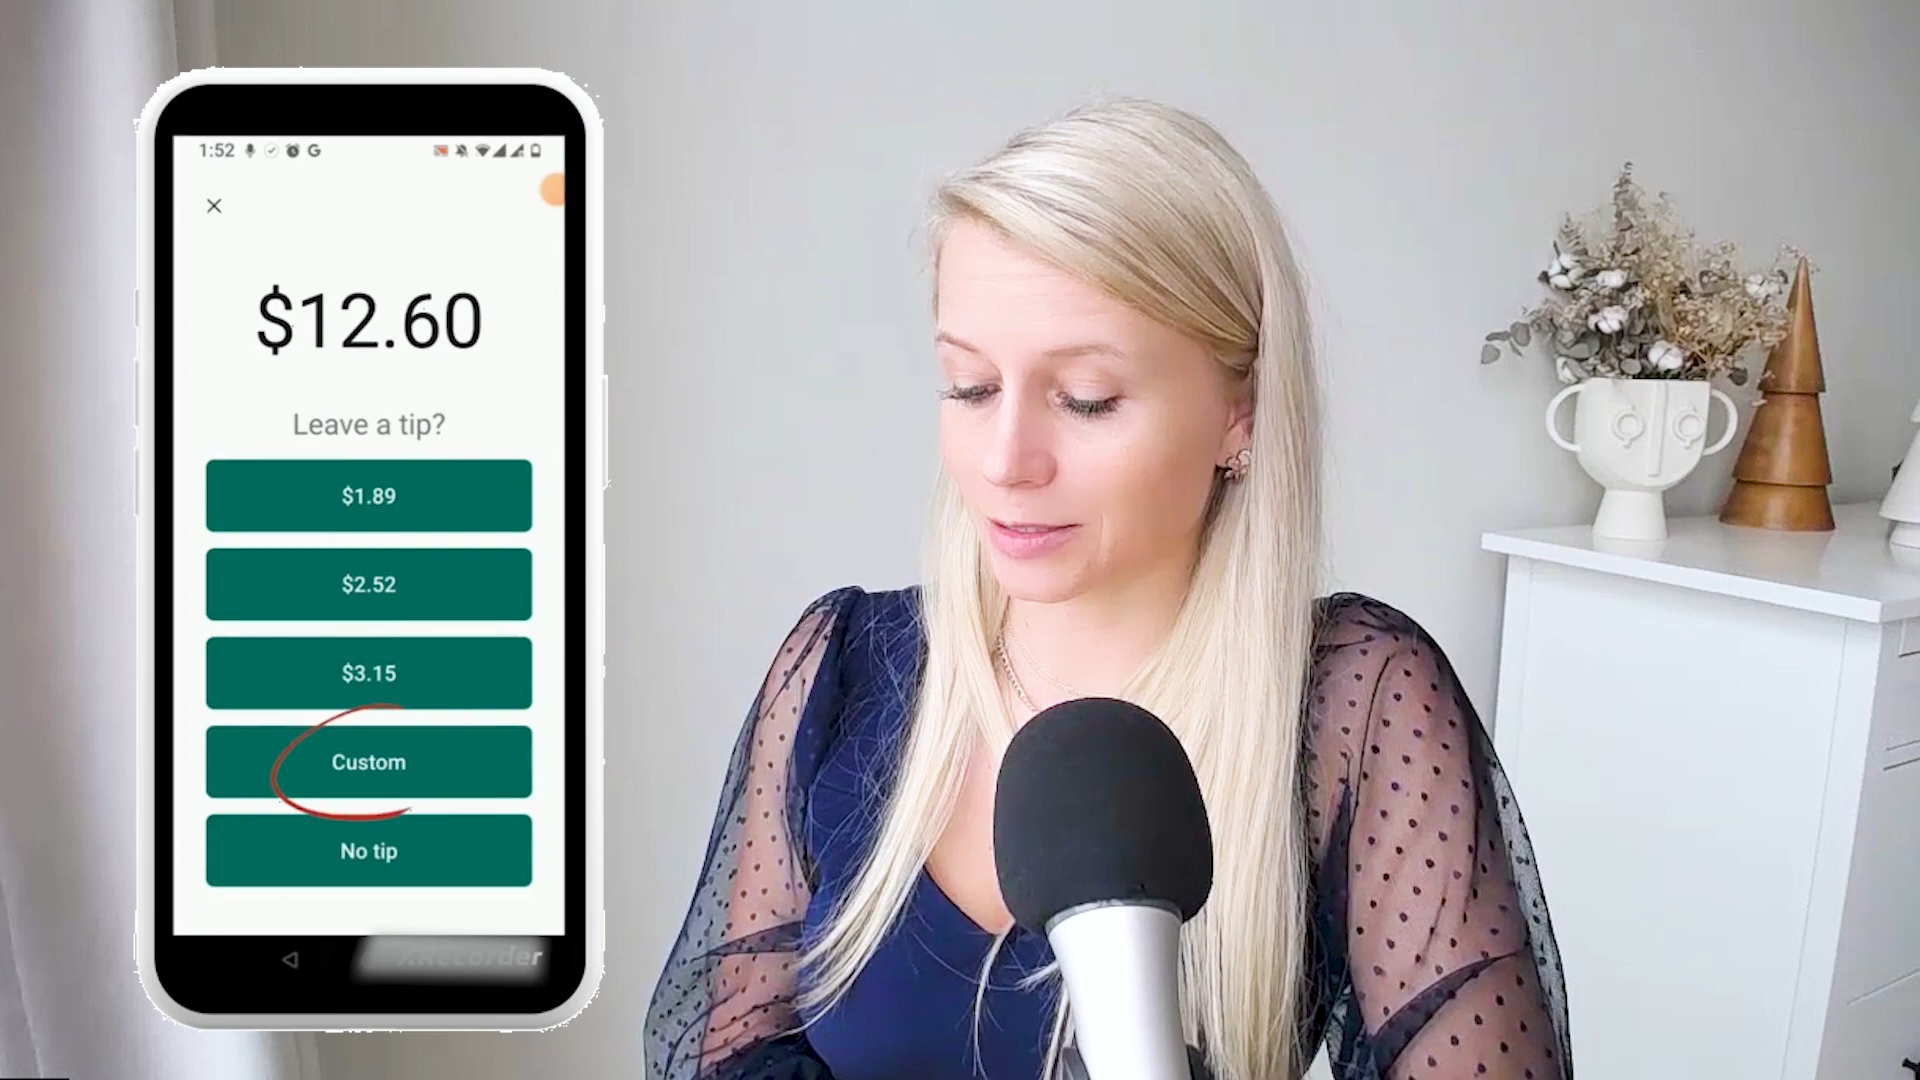 1:52
$12.60
Leave a tip?
$1.89
$2.52
$3.15
Custom
No tip